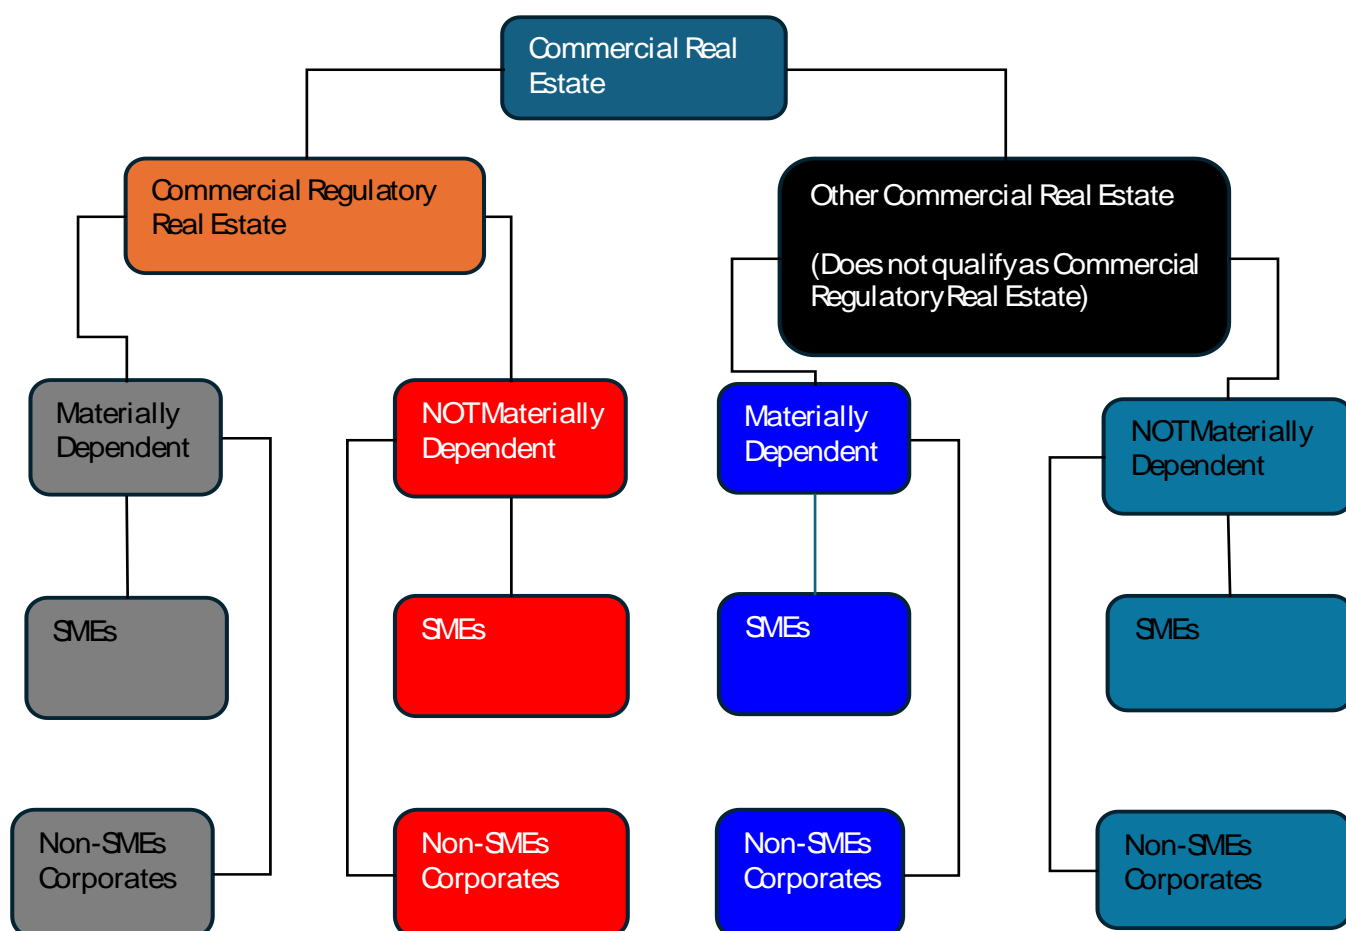 Commercial Real
Estate
Commercial Regulatory
Real Estate
Other Commercial Real Estate
(Does not qualify as Commercial
Regulatory Real Estate)
Materially
Dependent
NOT Materially
Dependent
Materially
Dependent
NOT Materially
Dependent
SMEs
SMEs
SMEs
SMEs
Non-SMEs
Corporates
Non-SMEs
Corporates
Non-SMEs
Corporates
Non-SMEs
Corporates